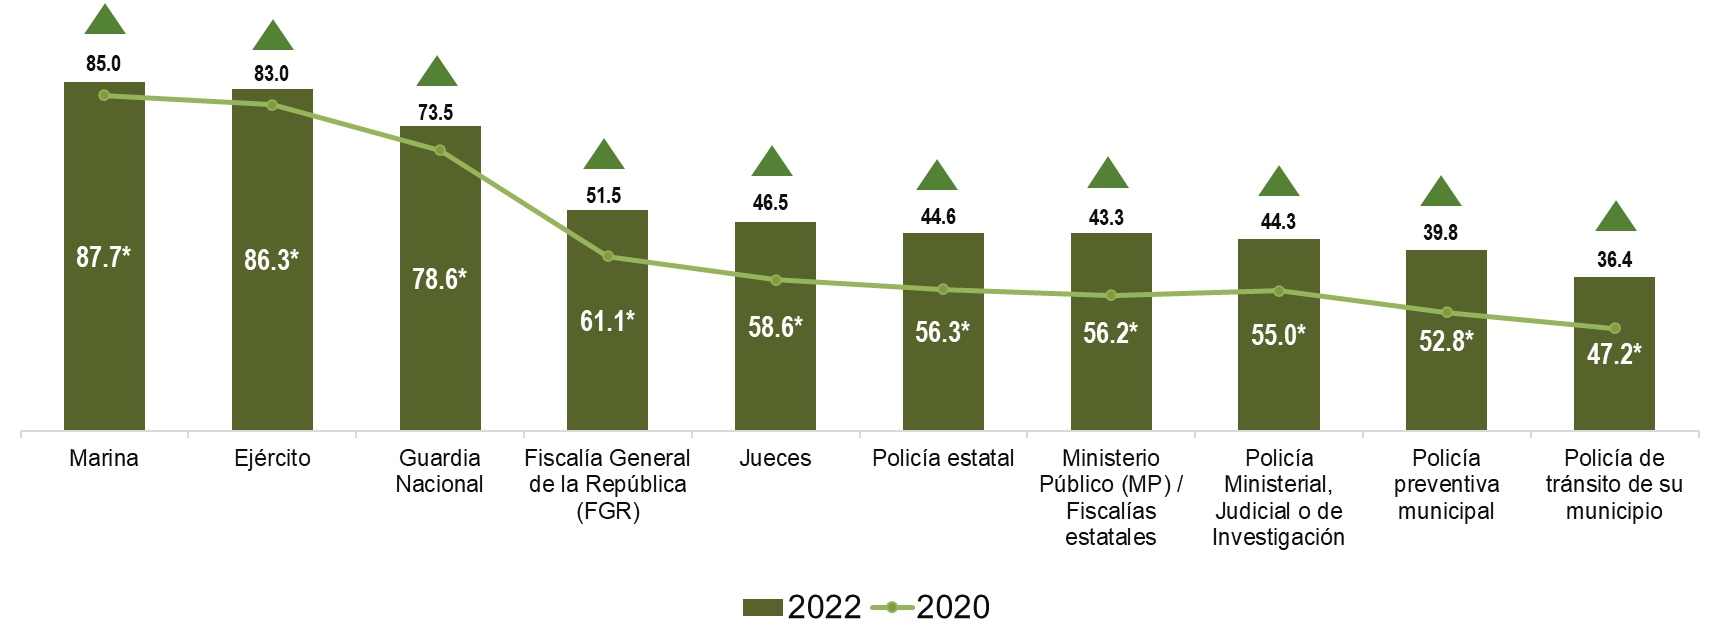 85.0
83.0
73.5
51.5
46.5
44.6
43.3
44.3
39.8
36.4
87.7*
86.3*
78.6*
61.1*
58.6*
56.3*
56.2*
55.0*
52.8*
47.2*
Marina
Ejército
Guardia
Nacional
Fiscalía General
de la República
(FGR)
Jueces
Policía estatal
Ministerio
Público (MP) /
Fiscalías
estatales
Policía
Ministerial,
Judicial o de
Investigación
Policía
preventiva
municipal
Policía de
tránsito de su
municipio
2022
2020